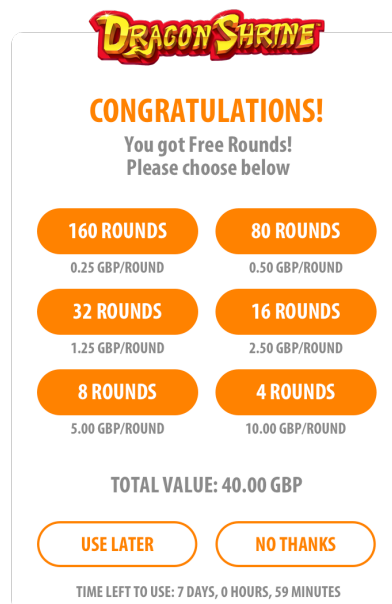 DRAGON SHRINE
CONGRATULATIONS!
You got Free Rounds!
Please choose below
160 ROUNDS
80 ROUNDS
0.25 GBP/ROUND
0.50 GBP/ROUND
32 ROUNDS
16 ROUNDS
1.25 GBP/ROUND
2.50 GBP/ROUND
8 ROUNDS
4 ROUNDS
5.00 GBP/ROUND
10.00 GBP/ROUND
TOTAL VALUE: 40.00 GBP
USE LATER
NO THANKS
TIME LEFT TO USE: 7 DAYS, 0 HOURS, 59 MINUTES